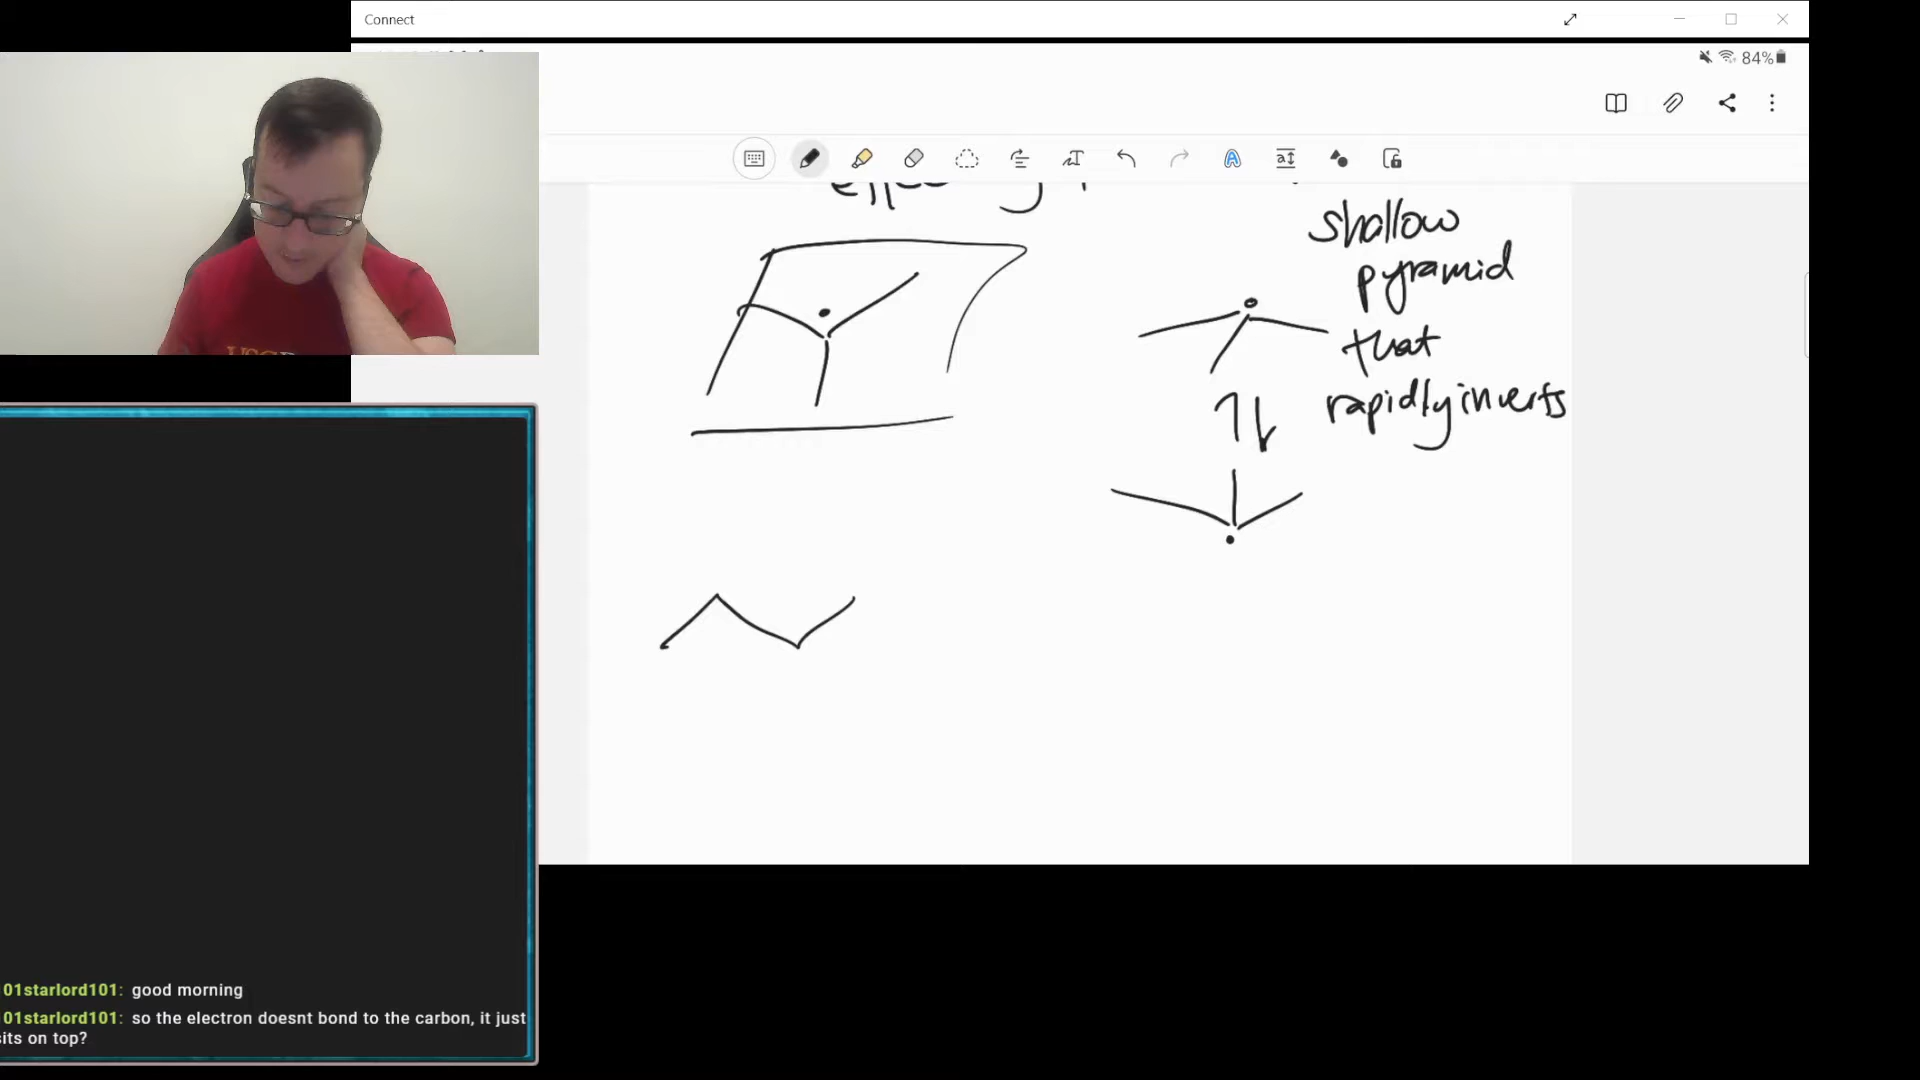 Connect
84%
shallow
pyramid
that
rapidly inverts
01starlord101: good morning
01starlord101: so the electron doesnt bond to the carbon, it just
sits on top?